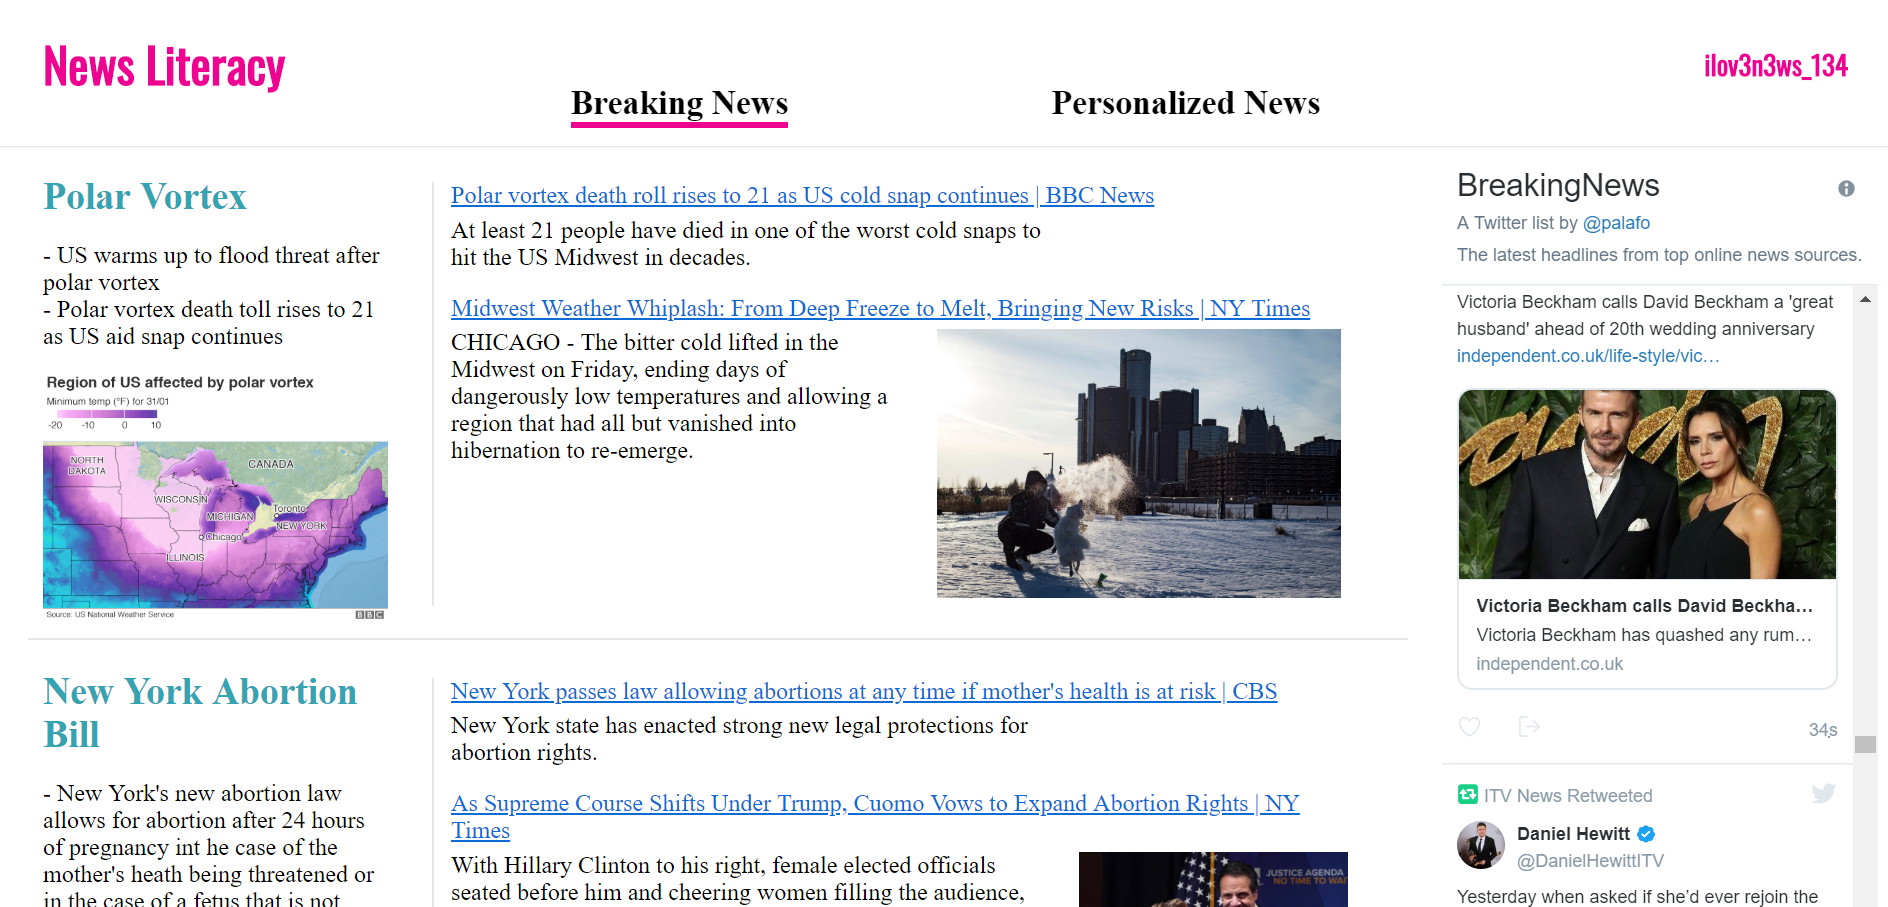 News Literacy
ilov3n3ws_134
Breaking News
Personalized News
Polar Vortex
- US warms up to flood threat after
polar vortex
- Polar vortex death toll rises to 21
as US aid snap continues
Region of US affected by polar vortex
Minimum temp (°F) for 31/01
-20 -10 0 10
NORTH
DAKOTA
CANADA
WISCONSIN
MICHIGAN
Toronto
NEW YORK
Chicago
ILLINOIS
Source: US National Weather Service
BBC
Polar vortex death roll rises to 21 as US cold snap continues | BBC News
At least 21 people have died in one of the worst cold snaps to
hit the US Midwest in decades.
Midwest Weather Whiplash: From Deep Freeze to Melt, Bringing New Risks | NY Times
CHICAGO - The bitter cold lifted in the
Midwest on Friday, ending days of
dangerously low temperatures and allowing a
region that had all but vanished into
hibernation to re-emerge.
New York Abortion
Bill
- New York's new abortion law
allows for abortion after 24 hours
of pregnancy int he case of the
mother's heath being threatened or
in the case of a fetus that is not
New York passes law allowing abortions at any time if mother's health is at risk | CBS
New York state has enacted strong new legal protections for
abortion rights.
As Supreme Course Shifts Under Trump, Cuomo Vows to Expand Abortion Rights | NY
Times
With Hillary Clinton to his right, female elected officials
seated before him and cheering women filling the audience,
JUSTICE AGENDA
NO TIME TO WAI
BreakingNews
A Twitter list by @palafo
The latest headlines from top online news sources.
Victoria Beckham calls David Beckham a 'great
husband' ahead of 20th wedding anniversary
independent.co.uk/life-style/vic…
Victoria Beckham calls David Beckha…
Victoria Beckham has quashed any rum…
independent.co.uk
34s
ITV News Retweeted
Daniel Hewitt
@DanielHewittITV
Yesterday when asked if she'd ever rejoin the